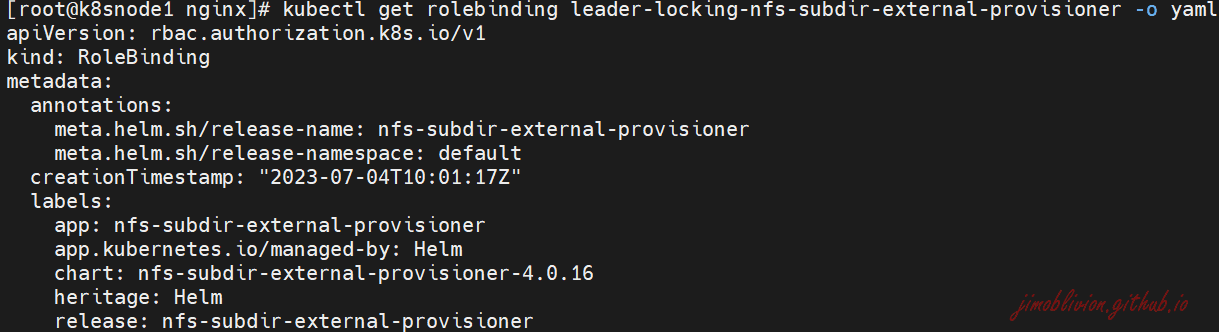 [root@k8snode1 nginx]# kubectl get rolebinding leader-locking-nfs-subdir-external-provisioner -o yaml
apiVersion: rbac.authorization.k8s.io/v1
kind: RoleBinding
metadata:
  annotations:
    meta.helm.sh/release-name: nfs-subdir-external-provisioner
    meta.helm.sh/release-namespace: default
  creationTimestamp: "2023-07-04T10:01:17Z"
  labels:
    app: nfs-subdir-external-provisioner
    app.kubernetes.io/managed-by: Helm
    chart: nfs-subdir-external-provisioner-4.0.16
    heritage: Helm
    release: nfs-subdir-external-provisioner
jimoblivion.github.io